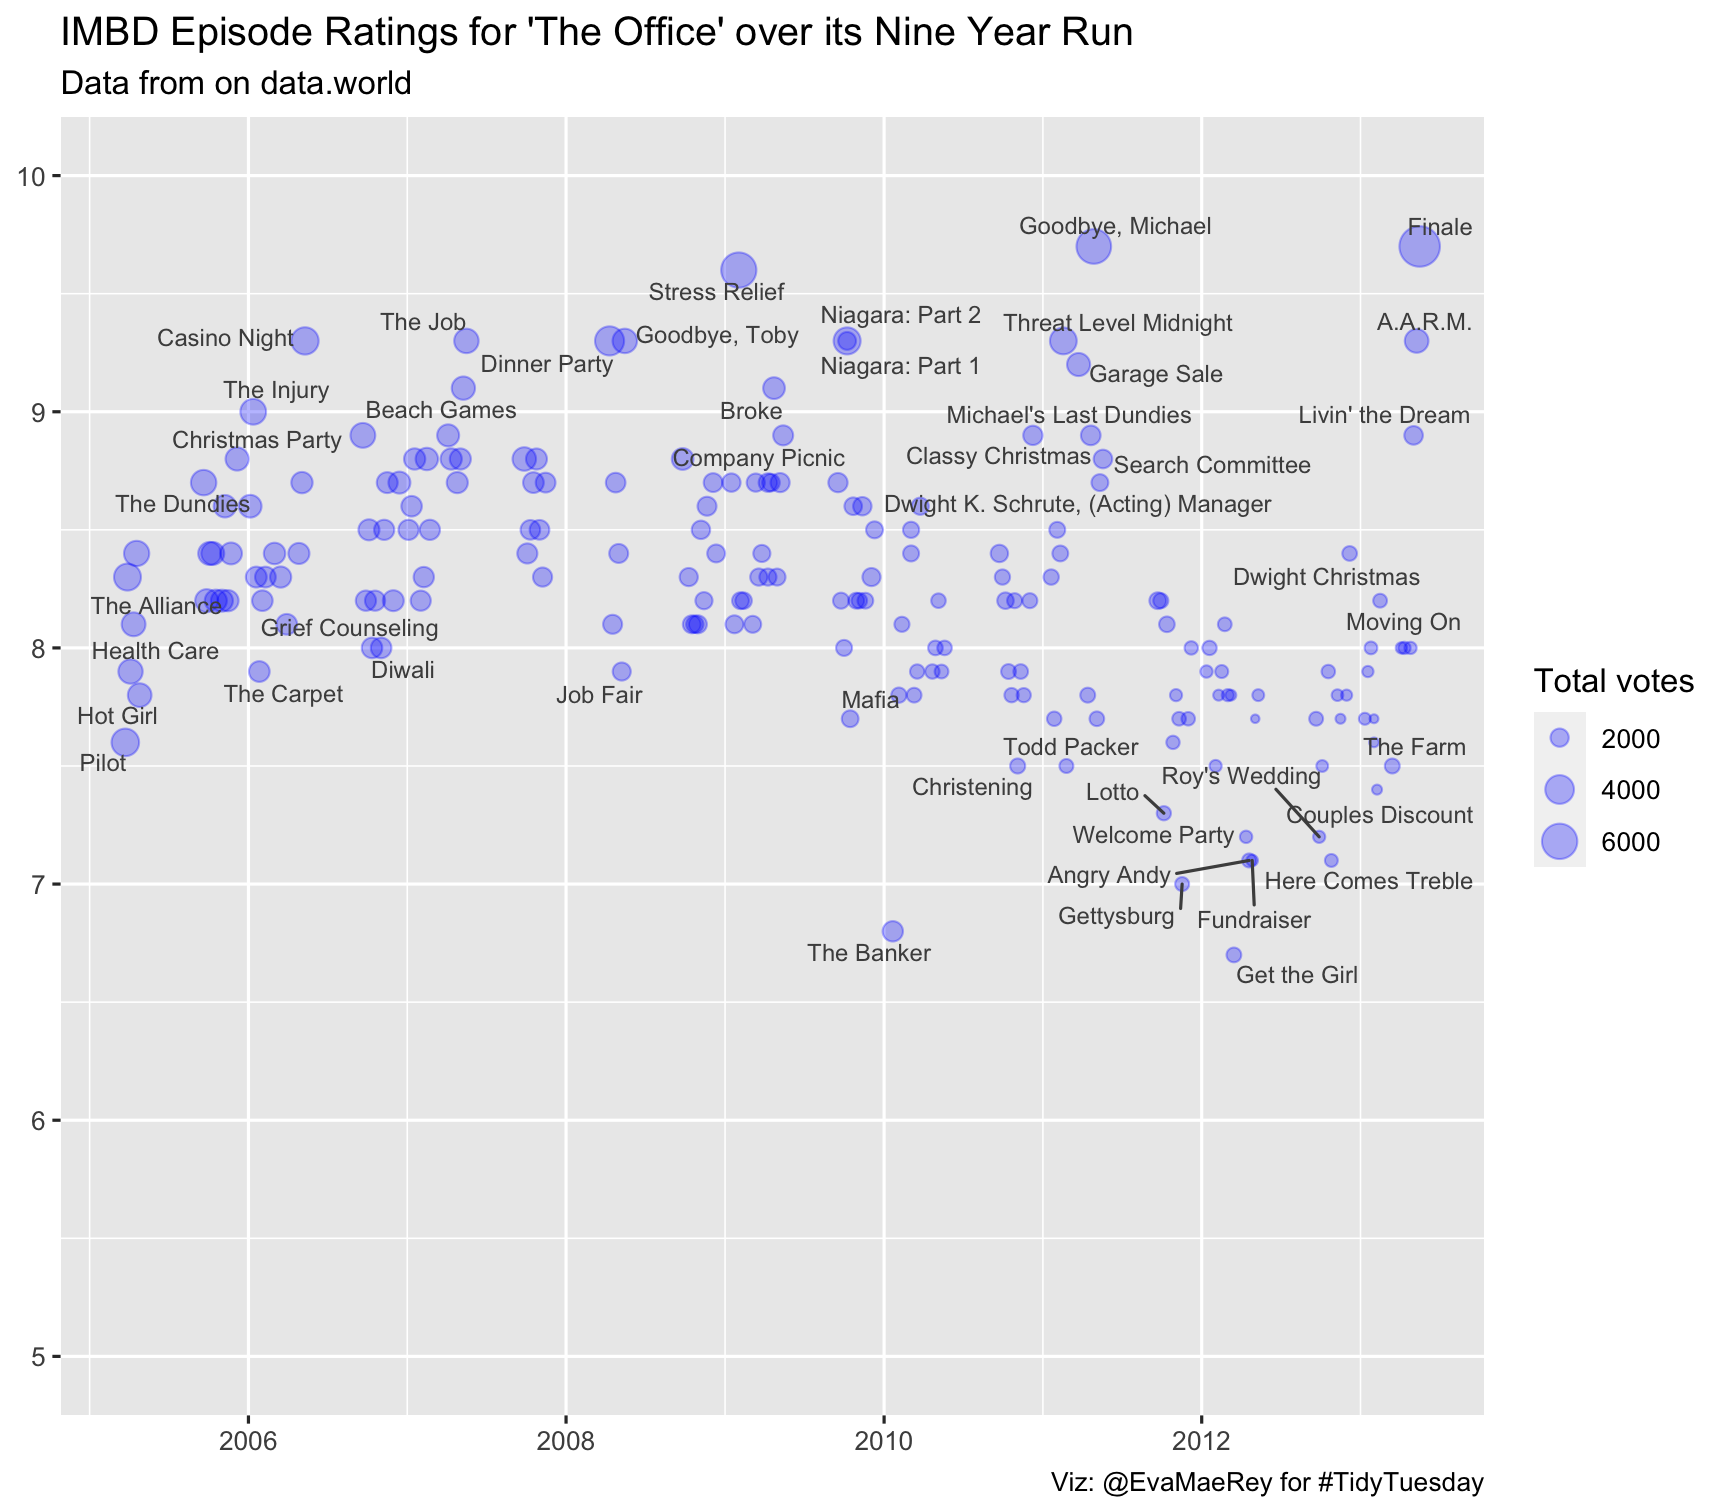 IMBD Episode Ratings for 'The Office' over its Nine Year Run
Data from on data.world
10
Goodbye, Michael
Finale
Stress Relief
Niagara: Part 2
The Job
Threat Level Midnight
A.A.R.M.
Casino Night
Goodbye, Toby
Dinner Party
Niagara: Part 1
Garage Sale
The Injury
9
Beach Games
Broke
Michael's Last Dundies
Livin' the Dream
Christmas Party
Company Picnic
Classy Christmas
Search Committee
The Dundies
Dwight K. Schrute, (Acting) Manager
Dwight Christmas
The Alliance
Grief Counseling
Moving On
8
Health Care
Diwali
The Carpet
Job Fair
Mafia
Hot Girl
Todd Packer
The Farm
Pilot
Roy's Wedding
Christening
Lotto
Couples Discount
Welcome Party
Angry Andy
Here Comes Treble
7
Gettysburg
Fundraiser
The Banker
Get the Girl
6
5
2006
2008
2010
2012
Total votes
2000
4000
6000
Viz: @EvaMaeRey for #TidyTuesday